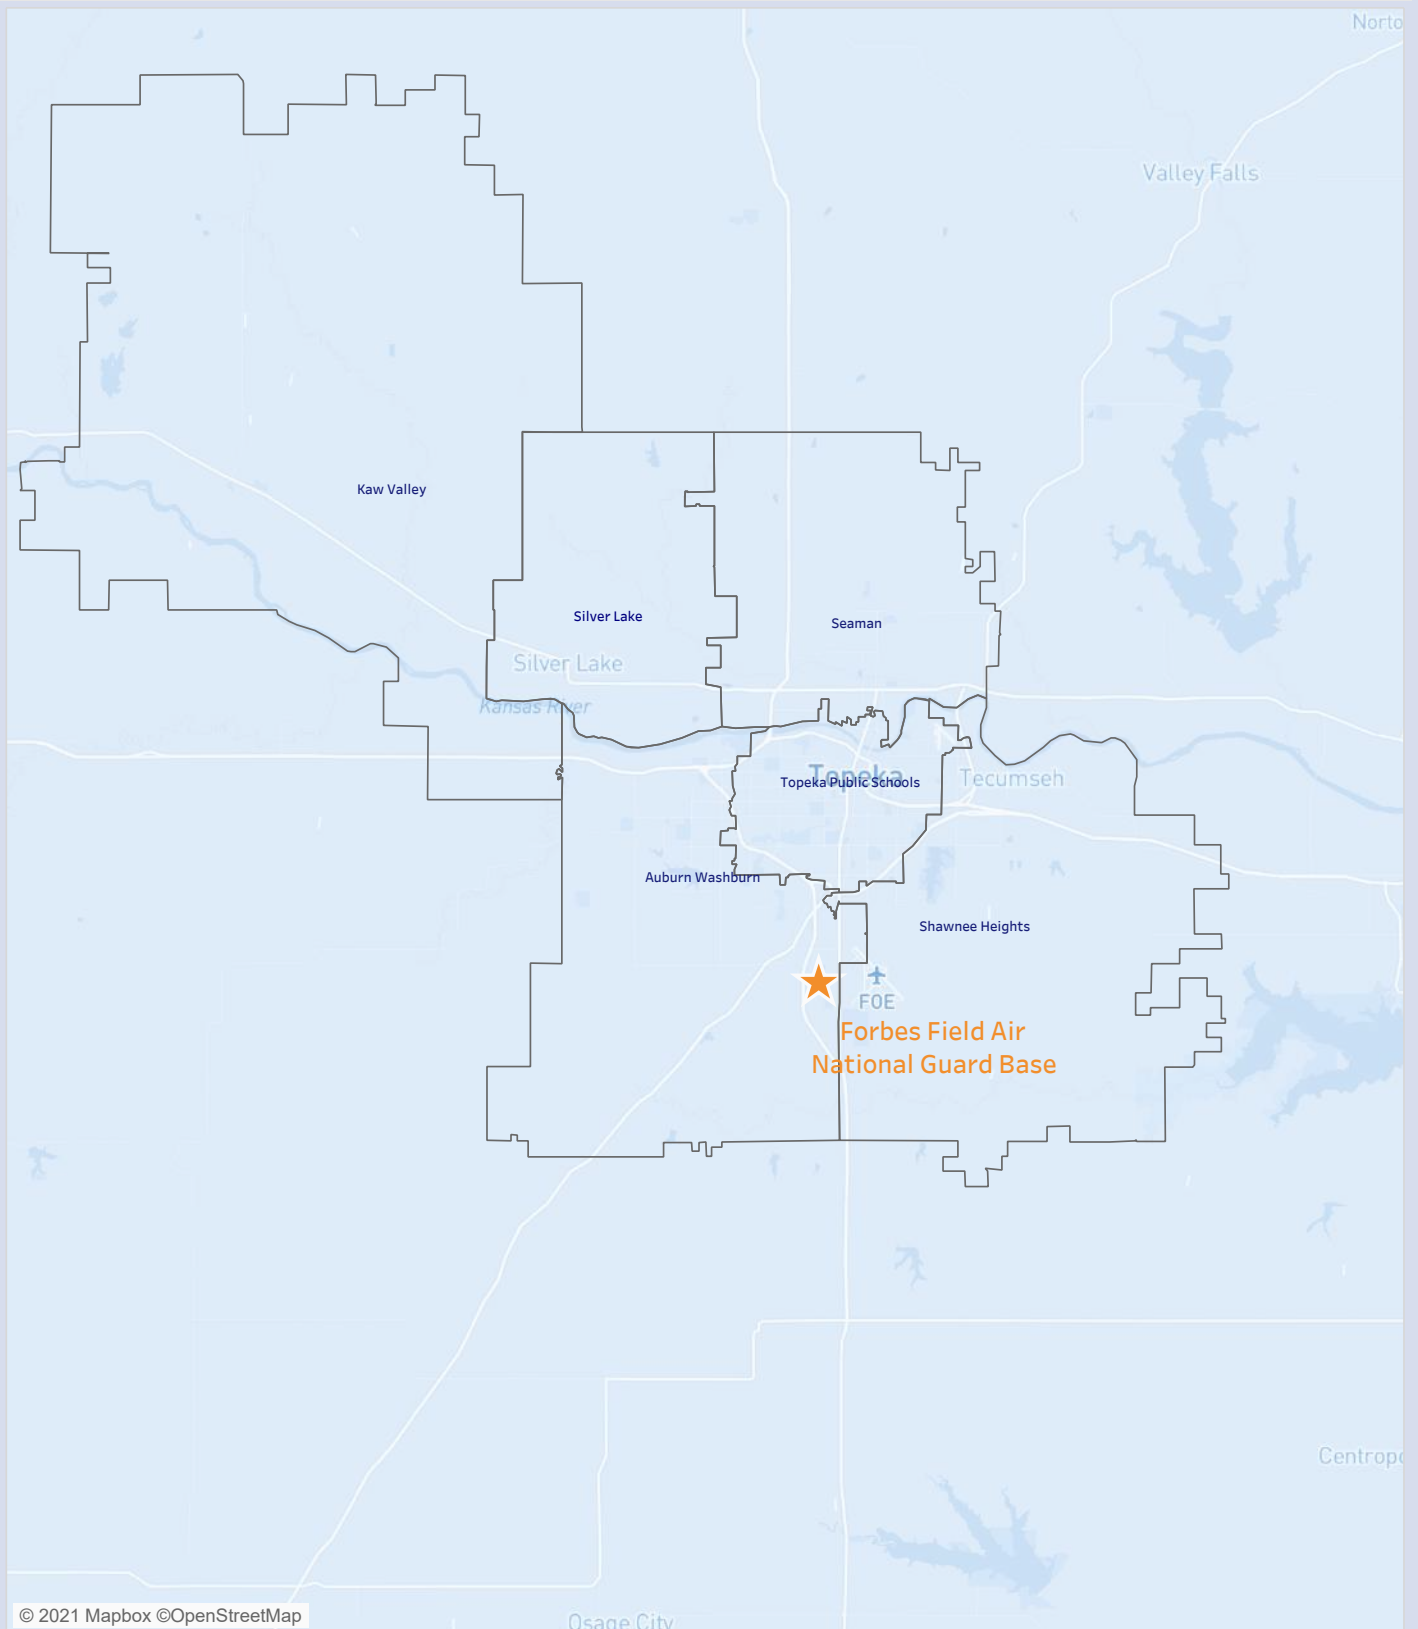 Norto
Valley Falls
Kaw Valley
Silver Lake
Seaman
Silver Lake
Kansas River
Topeka
Tecumseh
Topeka Public Schools
Auburn Washburn
Shawnee Heights
FOE
Forbes Field Air
National Guard Base
Centropo
© 2021 Mapbox ©OpenStreetMap
Osage City